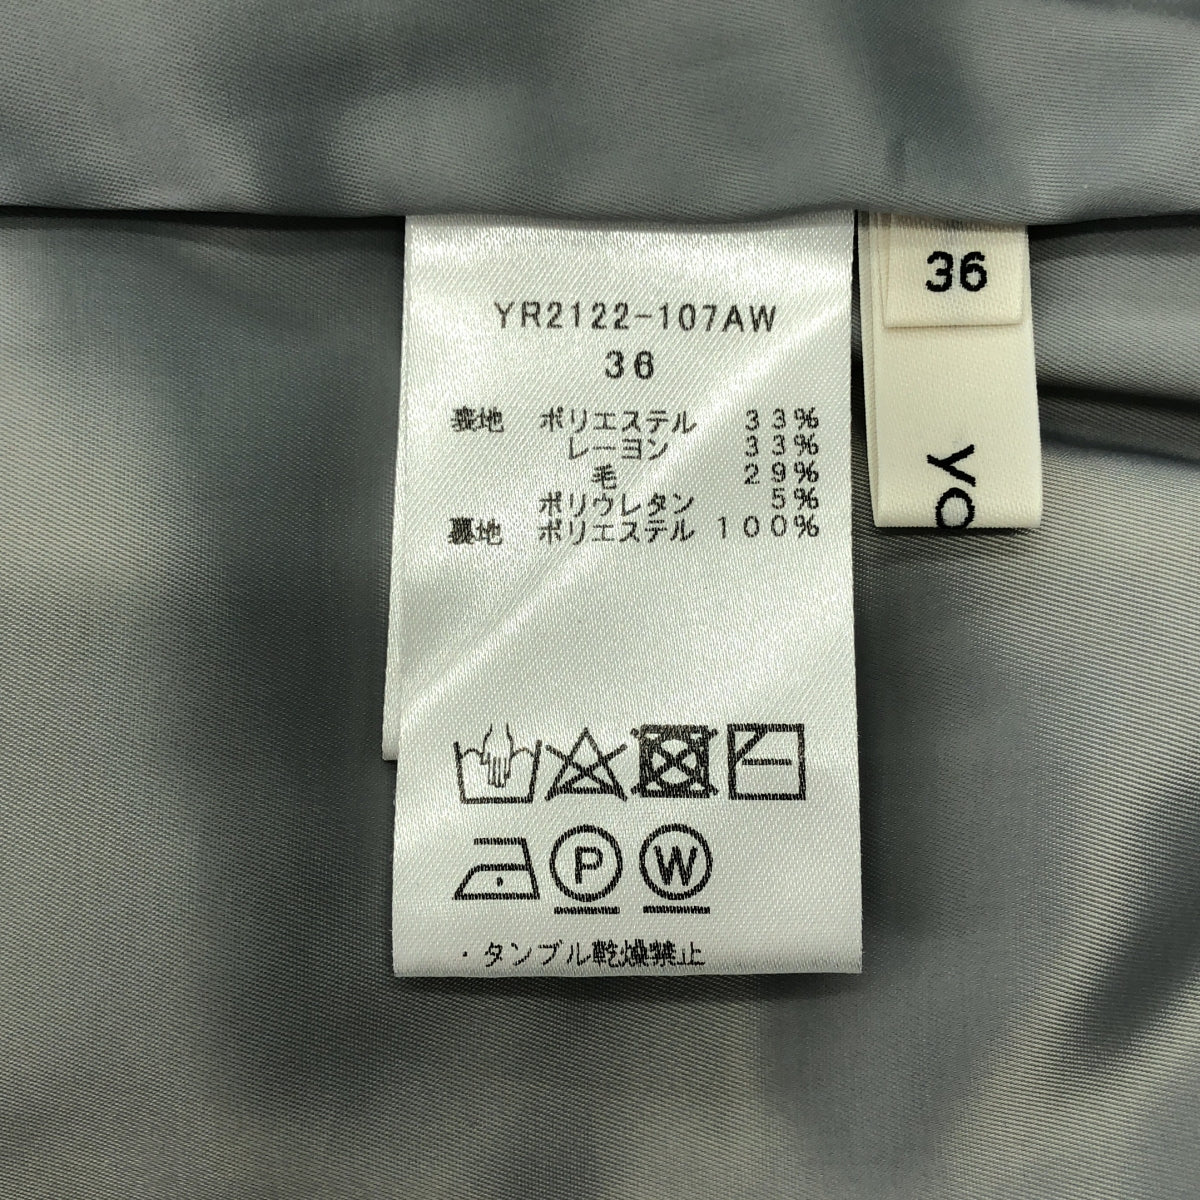 YR2122-107AW
36
表地 ポリエステル 33%
レーヨン 33%
毛 29%
ポリウレタン 5%
裏地 ポリエステル 100%
P W
・タンブル乾燥禁止
36
YO